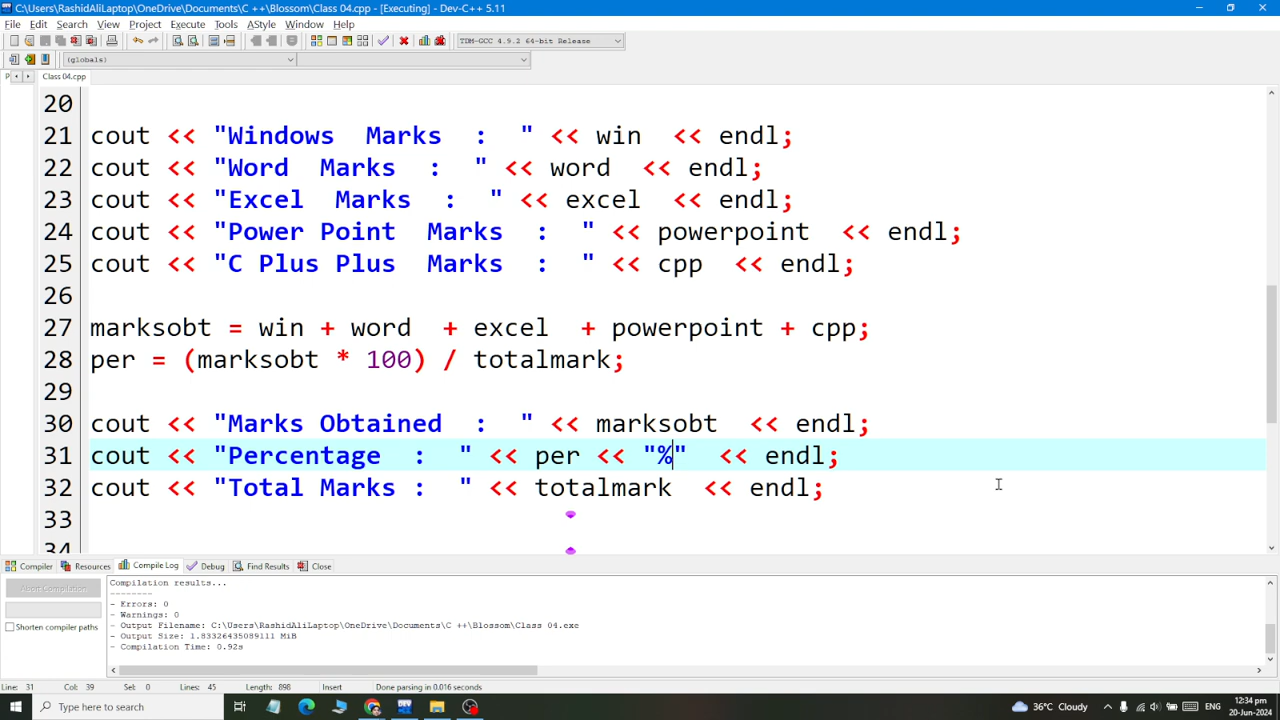 C:\Users\RashidAliLaptop\OneDrive\Documents\C ++\Blossom\Class 04.cpp - [Executing] - Dev-C++ 5.11
File Edit Search View Project Execute Tools AStyle Window Help
TDM-GCC 4.9.2 64-bit Release
(globals)
P Class 04.cpp
20
21 cout << "Windows  Marks  :  " << win  << endl;
22 cout << "Word  Marks  :  " << word  << endl;
23 cout << "Excel  Marks  :  " << excel  << endl;
24 cout << "Power Point  Marks  :  " << powerpoint  << endl;
25 cout << "C Plus Plus  Marks  :  " << cpp  << endl;
26
27 marksobt = win + word  + excel  + powerpoint + cpp;
28 per = (marksobt * 100) / totalmark;
29
30 cout << "Marks Obtained  :  " << marksobt  << endl;
31 cout << "Percentage  :  " << per << "%"  << endl;
32 cout << "Total Marks :  " << totalmark  << endl;
33
34
Compiler Resources Compile Log Debug Find Results Close
Abort Compilation
Shorten compiler paths
Compilation results...
--------
- Errors: 0
- Warnings: 0
- Output Filename: C:\Users\RashidAliLaptop\OneDrive\Documents\C ++\Blossom\Class 04.exe
- Output Size: 1.83326435089111 MiB
- Compilation Time: 0.92s
Line: 31 Col: 39 Sel: 0 Lines: 45 Length: 898 Insert Done parsing in 0.016 seconds
Type here to search
36°C Cloudy
ENG
12:34 pm
20-Jun-2024